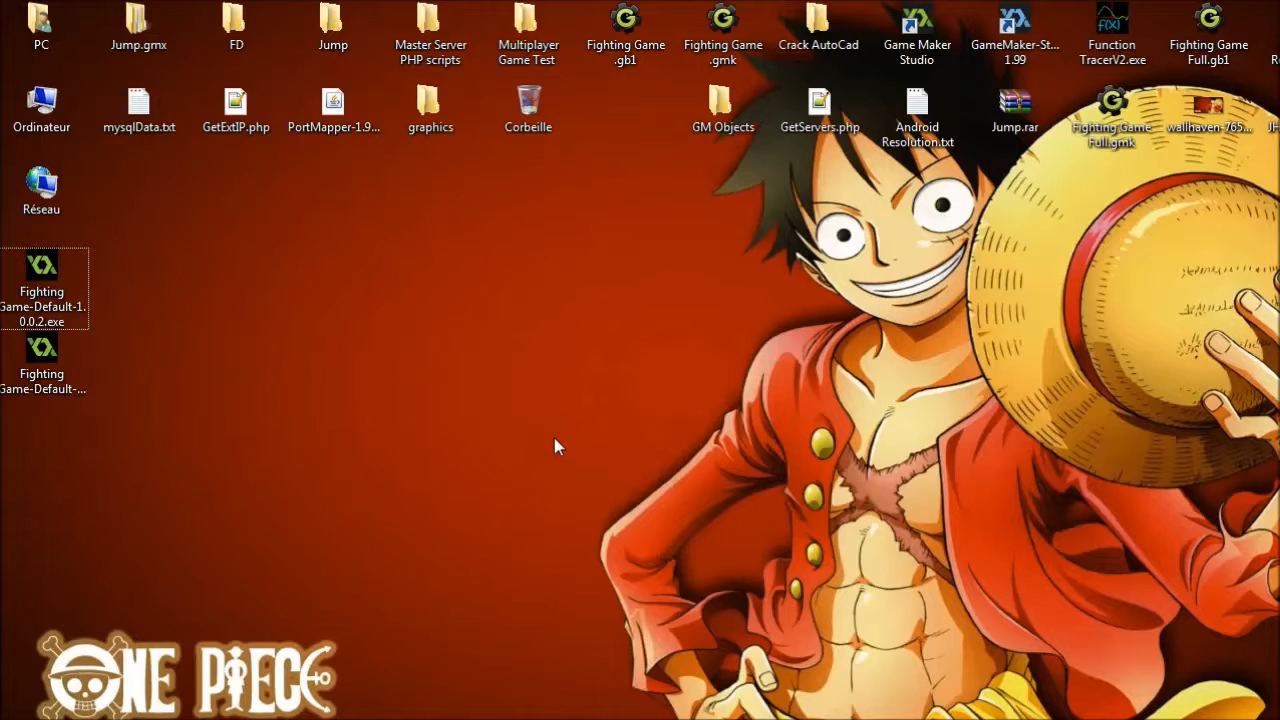 PC
Jump.gmx
FD
Jump
Master Server
PHP scripts
Multiplayer
Game Test
Fighting Game
.gb1
Fighting Game
.gmk
Crack AutoCad
Game Maker
Studio
GameMaker-St...
1.99
Function
TracerV2.exe
Fighting Game
Full.gb1
Ordinateur
mysqlData.txt
GetExtIP.php
PortMapper-1.9...
graphics
Corbeille
GM Objects
GetServers.php
Android
Resolution.txt
Jump.rar
Fighting Game
Full.gmk
wallhaven-765...
Réseau
Fighting
Game-Default-1.
0.0.2.exe
Fighting
Game-Default-...
ONE PIECE